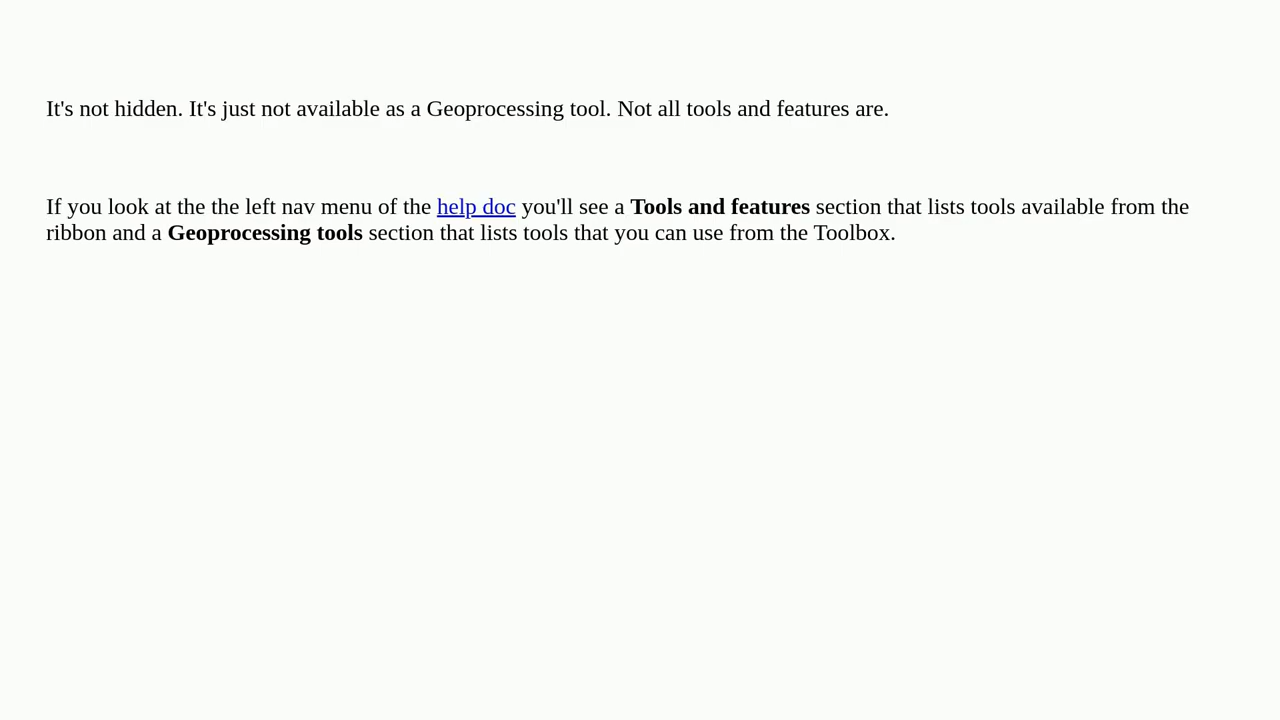 It's not hidden. It's just not available as a Geoprocessing tool. Not all tools and features are.
If you look at the the left nav menu of the help doc you'll see a Tools and features section that lists tools available from the
ribbon and a Geoprocessing tools section that lists tools that you can use from the Toolbox.